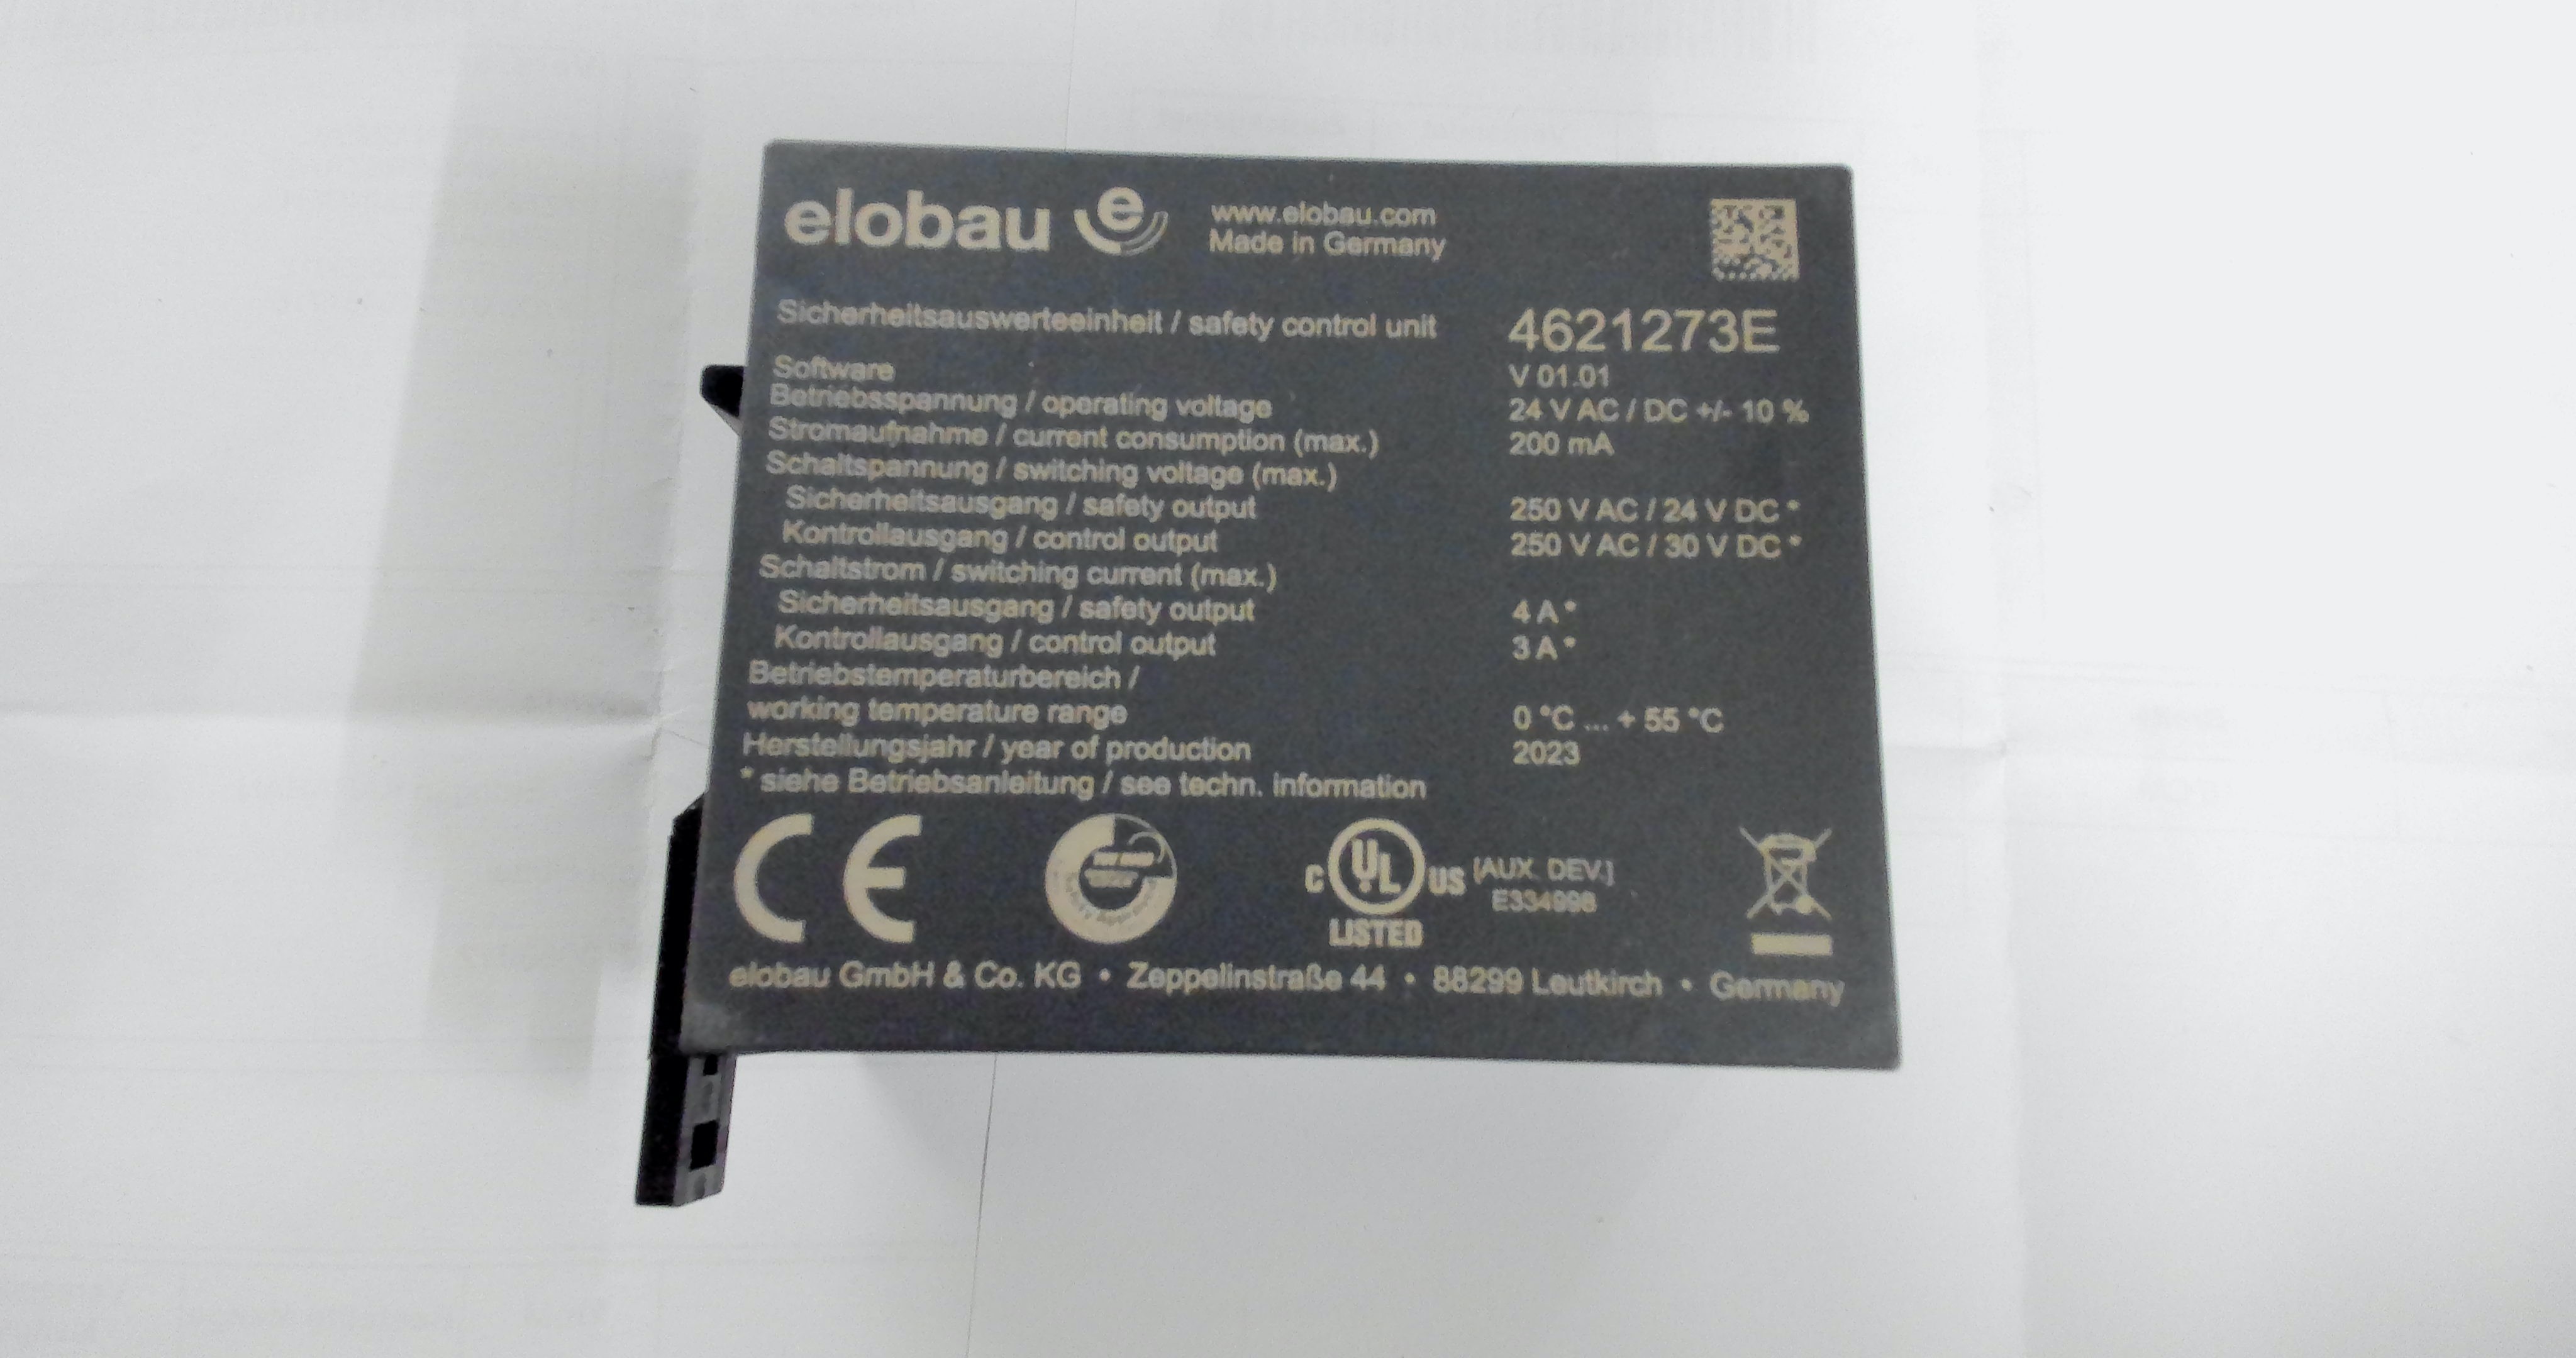 elobau e
www.elobau.com
Made in Germany
Sicherheitsauswerteeinheit / safety control unit 4621273E
Software V 01.01
Betriebsspannung / operating voltage 24 V AC / DC +/- 10 %
Stromaufnahme / current consumption (max.) 200 mA
Schaltspannung / switching voltage (max.)
Sicherheitsausgang / safety output 250 V AC / 24 V DC *
Kontrollausgang / control output 250 V AC / 30 V DC *
Schaltstrom / switching current (max.)
Sicherheitsausgang / safety output 4 A *
Kontrollausgang / control output 3 A *
Betriebstemperaturbereich /
working temperature range 0 °C ... + 55 °C
Herstellungsjahr / year of production 2023
* siehe Betriebsanleitung / see techn. information
CE
C UL US [AUX. DEV.]
E334998
LISTED
elobau GmbH & Co. KG • Zeppelinstraße 44 • 88299 Leutkirch • Germany